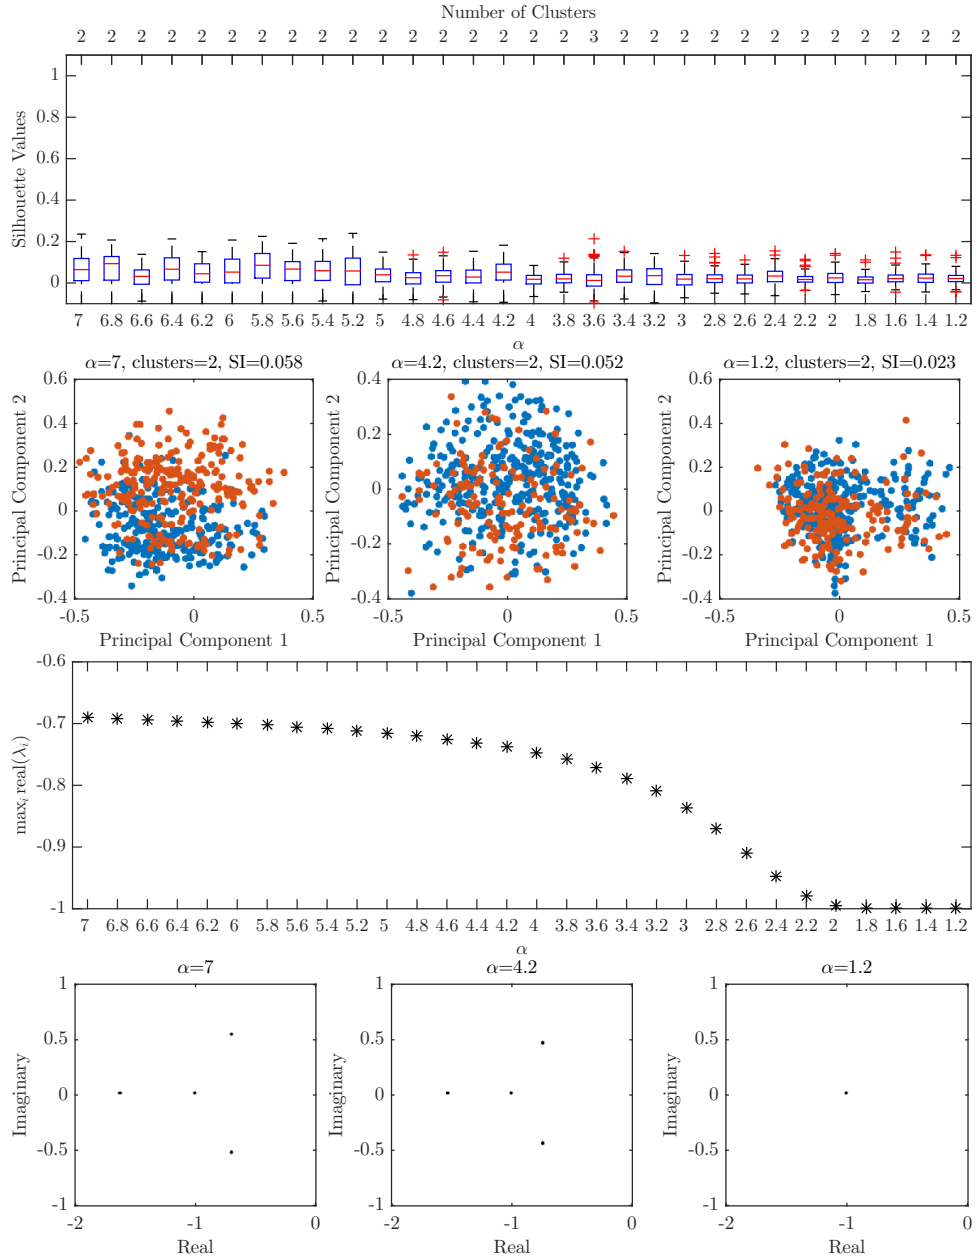 Number of Clusters
2 2 2 2 2 2 2 2 2 2 2 2 2 2 2 2 2 3 2 2 2 2 2 2 2 2 2 2 2 2
Silhouette Values
1
0.8
0.6
0.4
0.2
0
7 6.8 6.6 6.4 6.2 6 5.8 5.6 5.4 5.2 5 4.8 4.6 4.4 4.2 4 3.8 3.6 3.4 3.2 3 2.8 2.6 2.4 2.2 2 1.8 1.6 1.4 1.2
α
α=7, clusters=2, SI=0.058
Principal Component 2
0.6
0.4
0.2
0
-0.2
-0.4
-0.5 0 0.5
Principal Component 1
α=4.2, clusters=2, SI=0.052
Principal Component 2
0.4
0.2
0
-0.2
-0.4
-0.5 0 0.5
Principal Component 1
α=1.2, clusters=2, SI=0.023
Principal Component 2
0.6
0.4
0.2
0
-0.2
-0.4
-0.5 0 0.5
Principal Component 1
max_i real(λ_i)
-0.6
-0.7
-0.8
-0.9
-1
7 6.8 6.6 6.4 6.2 6 5.8 5.6 5.4 5.2 5 4.8 4.6 4.4 4.2 4 3.8 3.6 3.4 3.2 3 2.8 2.6 2.4 2.2 2 1.8 1.6 1.4 1.2
α
α=7
Imaginary
1
0.5
0
-0.5
-1
-2 -1 0
Real
α=4.2
Imaginary
1
0.5
0
-0.5
-1
-2 -1 0
Real
α=1.2
Imaginary
1
0.5
0
-0.5
-1
-2 -1 0
Real